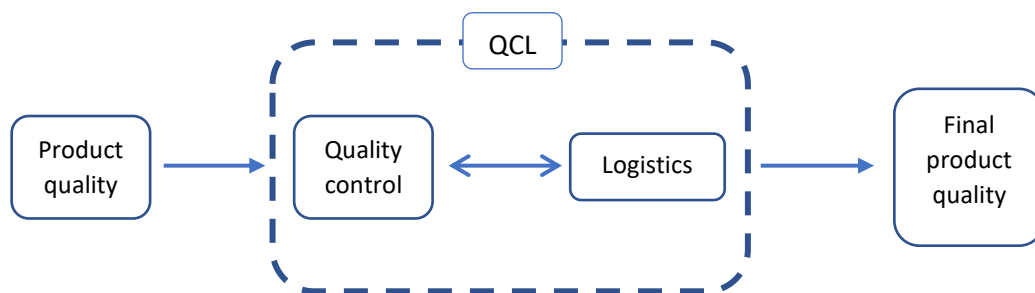 QCL
Product
quality
Quality
control
Logistics
Final
product
quality